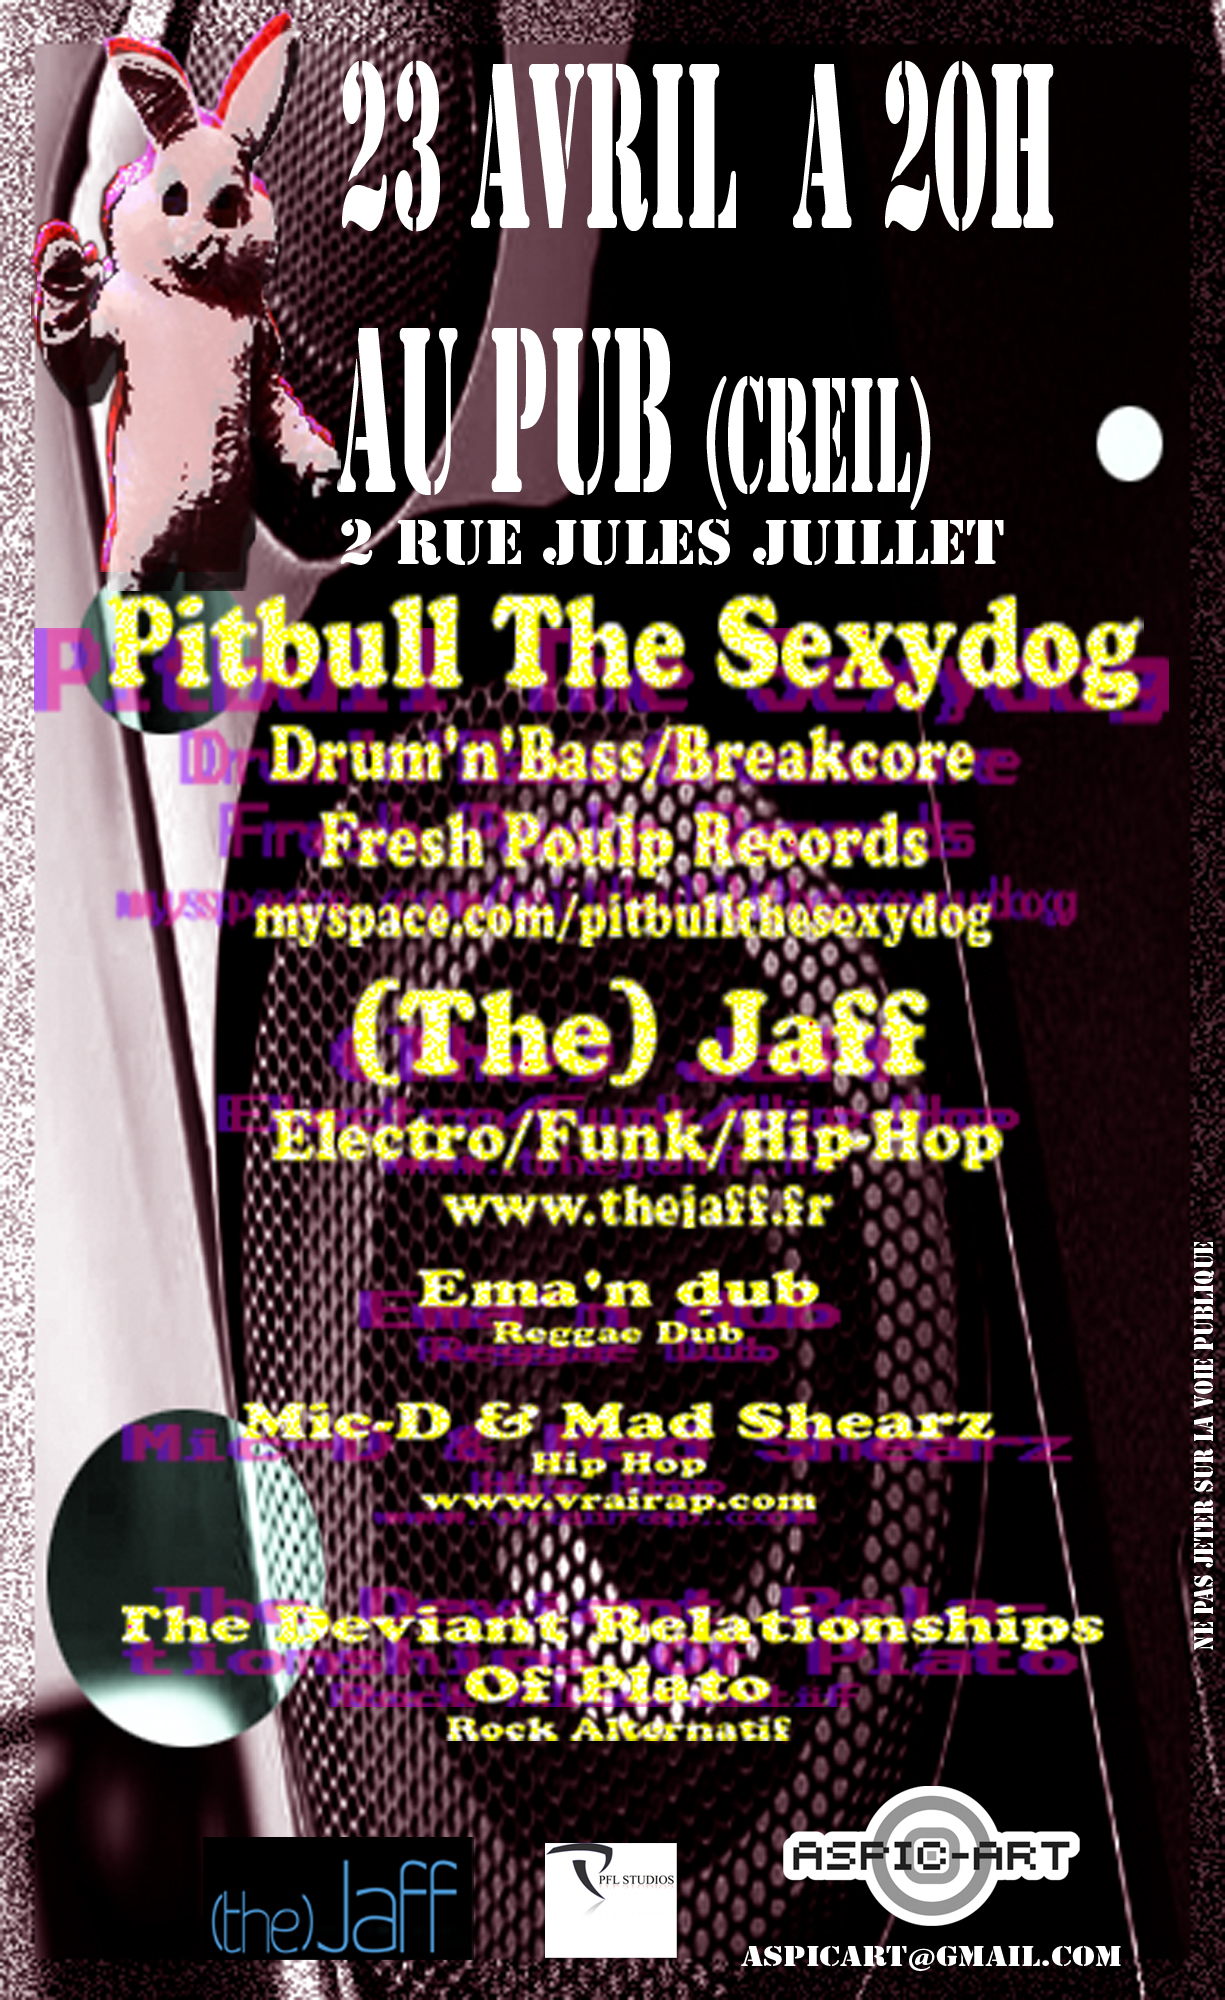 23 AVRIL A 20H
AU PUB (CREIL)
2 RUE JULES JUILLET
Pitbull The Sexydog
Drum'n'Bass/Breakcore
Fresh Poulp Records
myspace.com/pitbullthesexydog
(The) Jaff
Electro/Funk/Hip-Hop
www.thejaff.fr
Ema'n dub
Reggae Dub
Mic-D & Mad Shearz
Hip Hop
www.vrairap.com
The Deviant Relationships
Of Plato
Rock Alternatif
NE PAS JETER SUR LA VOIE PUBLIQUE
(the) Jaff
PFL STUDIOS
ASPIC-ART
ASPICART@GMAIL.COM